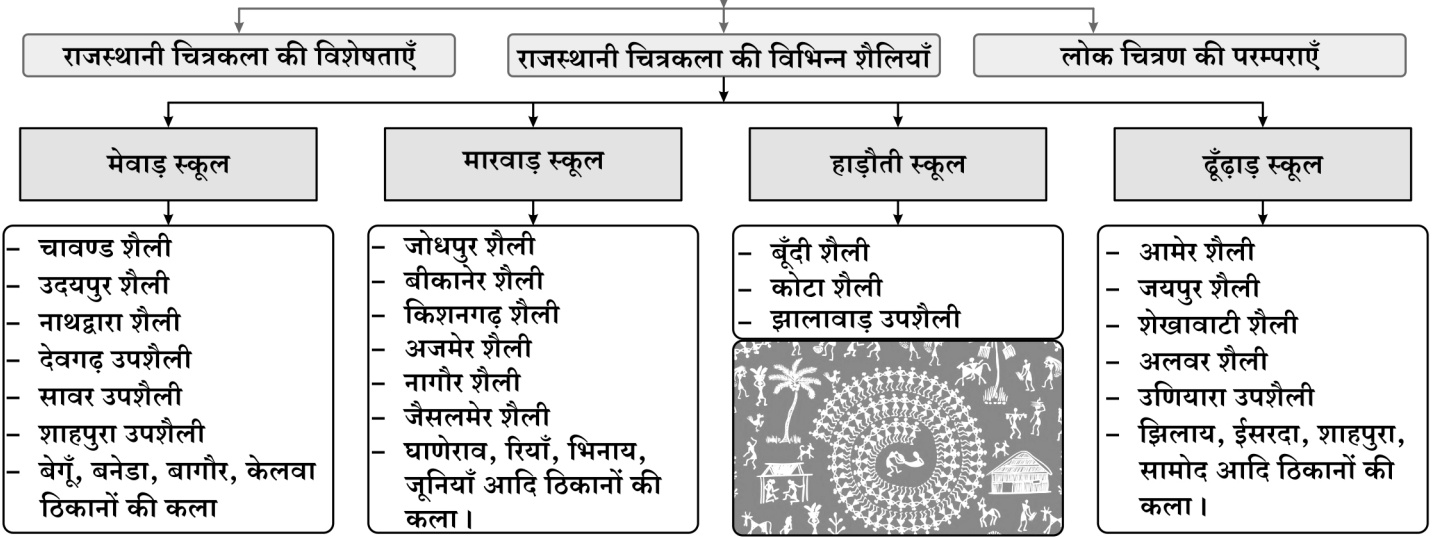 राजस्थानी चित्रकला की विशेषताएँ
राजस्थानी चित्रकला की विभिन्न शैलियाँ
लोक चित्रण की परम्पराएँ
मेवाड़ स्कूल
– चावण्ड शैली
– उदयपुर शैली
– नाथद्वारा शैली
– देवगढ़ उपशैली
– सावर उपशैली
– शाहपुरा उपशैली
– बेगूँ, बनेडा, बागौर, केलवा
ठिकानों की कला
मारवाड़ स्कूल
– जोधपुर शैली
– बीकानेर शैली
– किशनगढ़ शैली
– अजमेर शैली
– नागौर शैली
– जैसलमेर शैली
– घाणेराव, रियाँ, भिनाय,
जूनियाँ आदि ठिकानों की
कला।
हाड़ौती स्कूल
– बूँदी शैली
– कोटा शैली
– झालावाड़ उपशैली
ढूँढ़ाड़ स्कूल
– आमेर शैली
– जयपुर शैली
– शेखावाटी शैली
– अलवर शैली
– उणियारा उपशैली
– झिलाय, ईसरदा, शाहपुरा,
सामोद आदि ठिकानों की
कला।